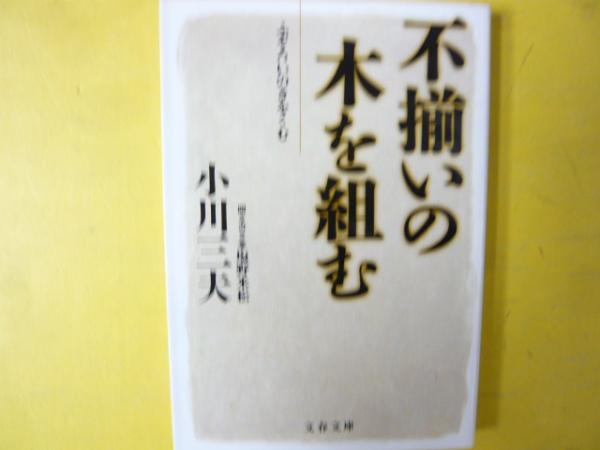 不揃いの
木を組む
小川三夫
文春文庫